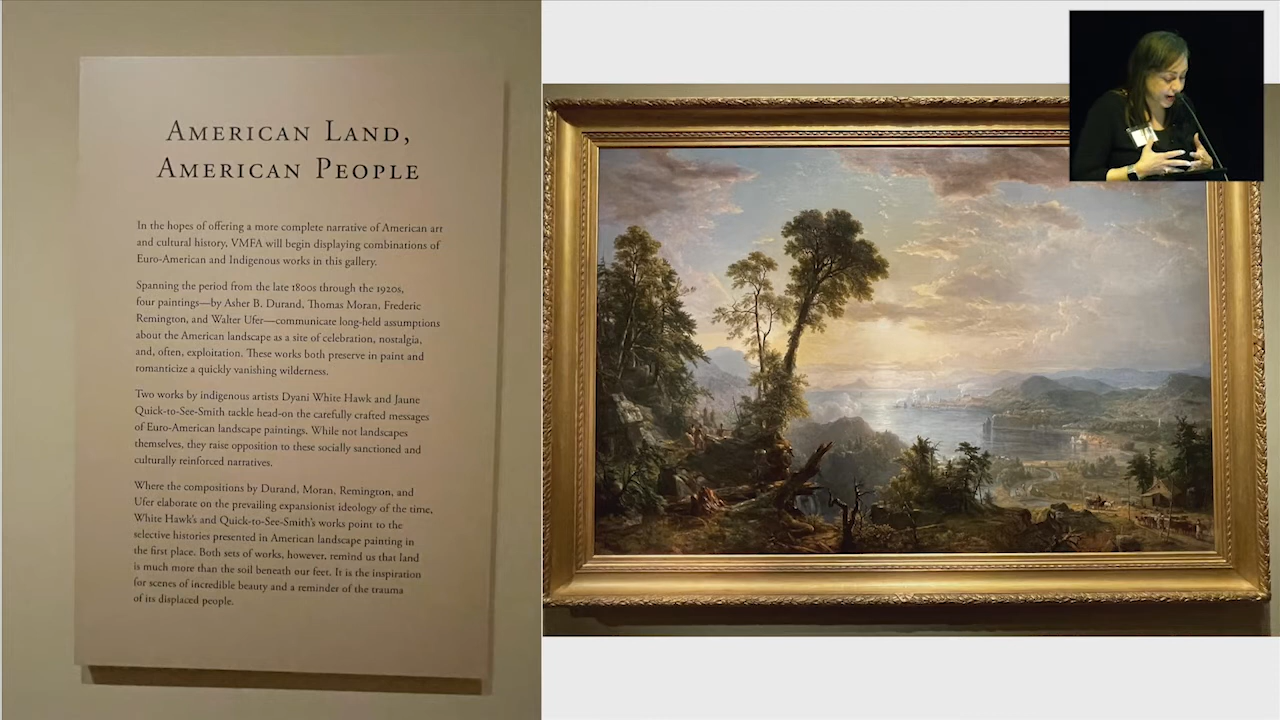 American Land,
American People
In the hopes of offering a more complete narrative of American art
and cultural history, VMFA will begin displaying combinations of
Euro-American and Indigenous works in this gallery.
Spanning the period from the late 1800s through the 1920s,
four paintings—by Asher B. Durand, Thomas Moran, Frederic
Remington, and Walter Ufer—communicate long-held assumptions
about the American landscape as a site of celebration, nostalgia,
and, often, exploitation. These works both preserve in paint and
romanticize a quickly vanishing wilderness.
Two works by indigenous artists Dyani White Hawk and Jaune
Quick-to-See-Smith tackle head-on the carefully crafted messages
of Euro-American landscape paintings. While not landscapes
themselves, they raise opposition to these socially sanctioned and
culturally reinforced narratives.
Where the compositions by Durand, Moran, Remington, and
Ufer elaborate on the prevailing expansionist ideology of the time,
White Hawk's and Quick-to-See-Smith's works point to the
selective histories presented in American landscape painting in
the first place. Both sets of works, however, remind us that land
is much more than the soil beneath our feet. It is the inspiration
for scenes of incredible beauty and a reminder of the trauma
of its displaced people.